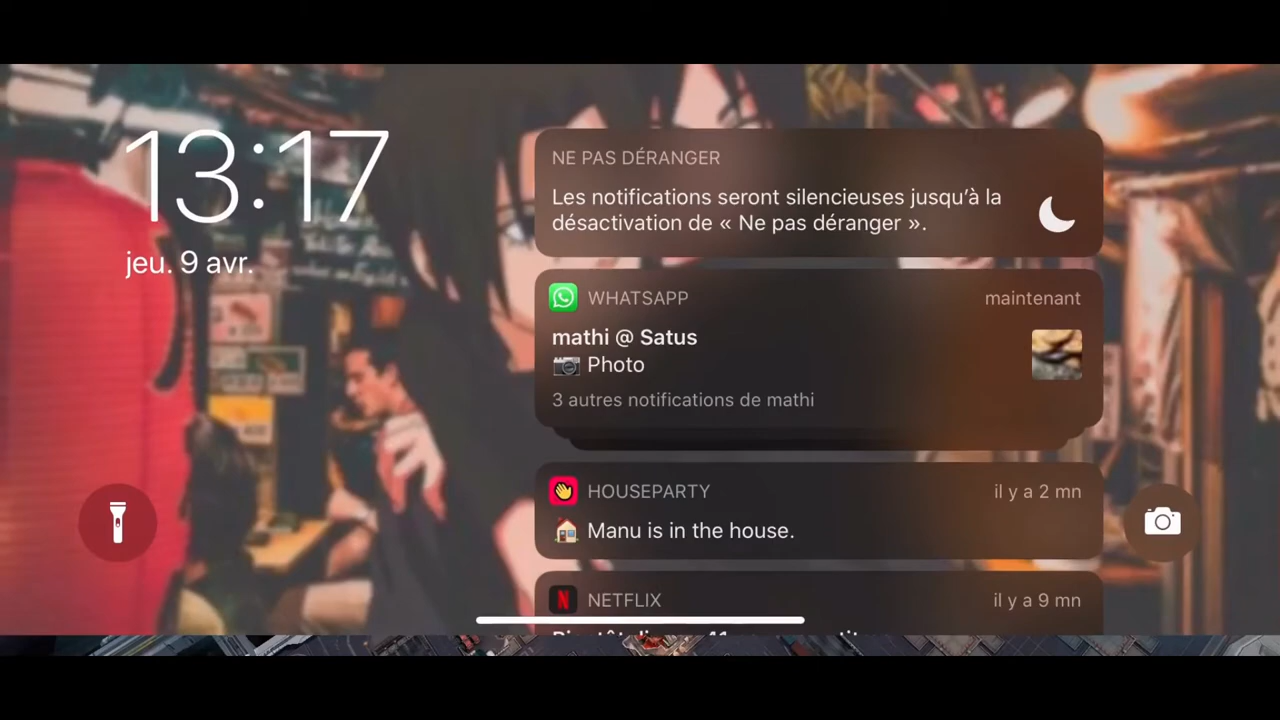 13:17
jeu. 9 avr.
NE PAS DÉRANGER
Les notifications seront silencieuses jusqu'à la
désactivation de « Ne pas déranger ».
WHATSAPP maintenant
mathi @ Satus
📷 Photo
3 autres notifications de mathi
HOUSEPARTY il y a 2 mn
🏠 Manu is in the house.
NETFLIX il y a 9 mn